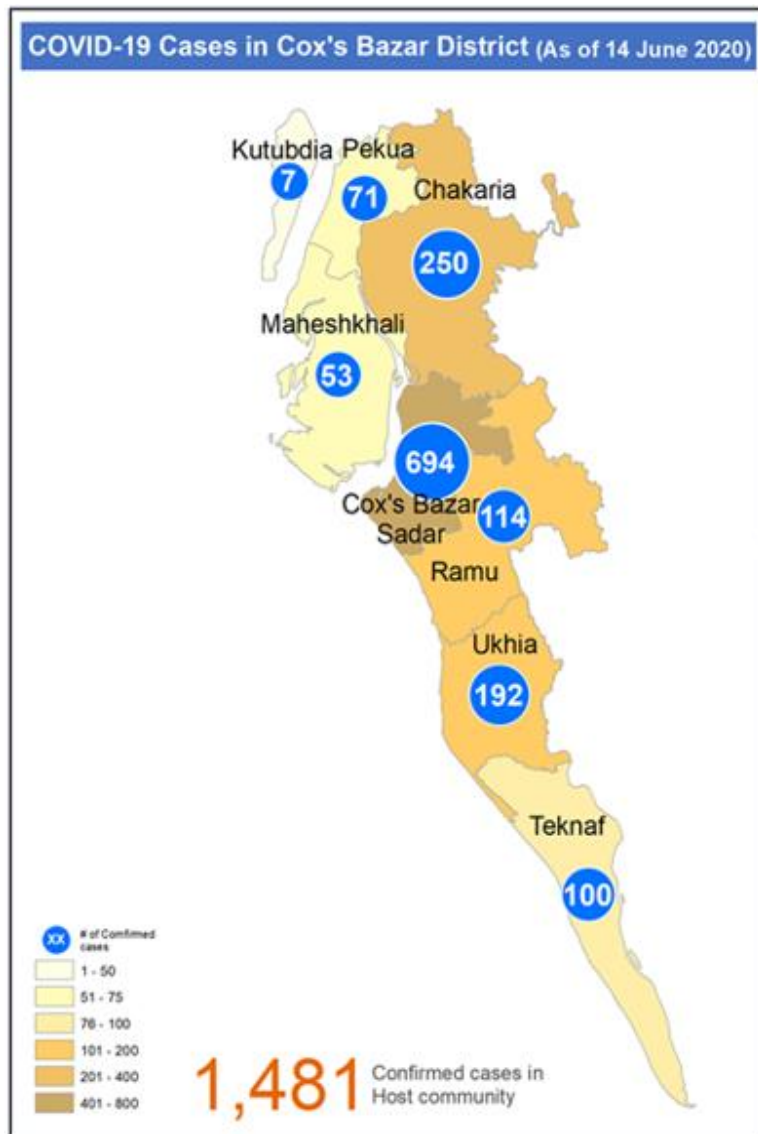 COVID-19 Cases in Cox's Bazar District (As of 14 June 2020)
Kutubdia
7
Pekua
71
Chakaria
250
Maheshkhali
53
694
Cox's Bazar
Sadar
114
Ramu
Ukhia
192
Teknaf
100
XX
# of Comfirmed
cases
1 - 50
51 - 75
76 - 100
101 - 200
201 - 400
401 - 800
1,481
Confirmed cases in
Host community